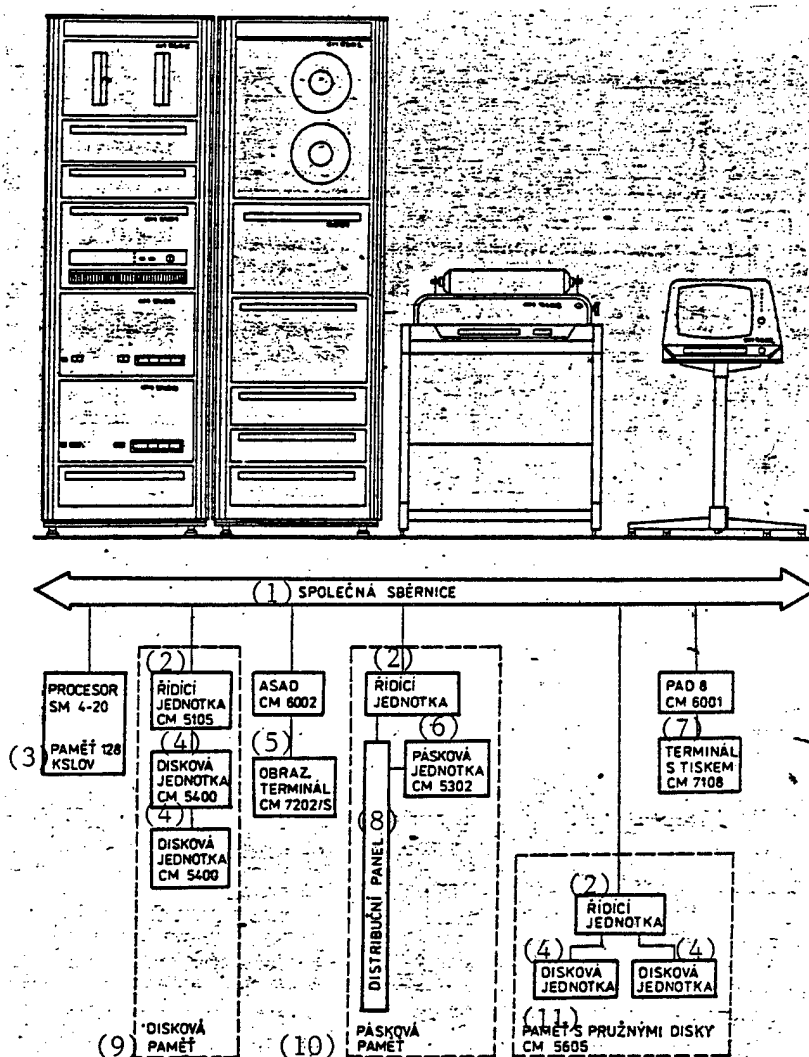 (1) SPOLEČNÁ SBĚRNICE
(3)
PROCESOR
SM 4-20
PAMĚŤ 128
KSLOV
(2)
ŘÍDÍCÍ
JEDNOTKA
CM 5105
(4)
DISKOVÁ
JEDNOTKA
CM 5400
(4)
DISKOVÁ
JEDNOTKA
CM 5400
(9) DISKOVÁ
PAMĚŤ
ASAD
CM 6002
(5)
OBRAZ.
TERMINÁL
CM 7202/S
(2)
ŘÍDÍCÍ
JEDNOTKA
(6)
PÁSKOVÁ
JEDNOTKA
CM 5302
DISTRIBUČNÍ PANEL (8)
(10) PÁSKOVÁ
PAMĚŤ
PAD 8
CM 6001
(7)
TERMINÁL
S TISKEM
CM 7108
(2)
ŘÍDÍCÍ
JEDNOTKA
(4)
DISKOVÁ
JEDNOTKA
(4)
DISKOVÁ
JEDNOTKA
(11)
PAMĚŤ S PRUŽNÝMI DISKY
CM 5605